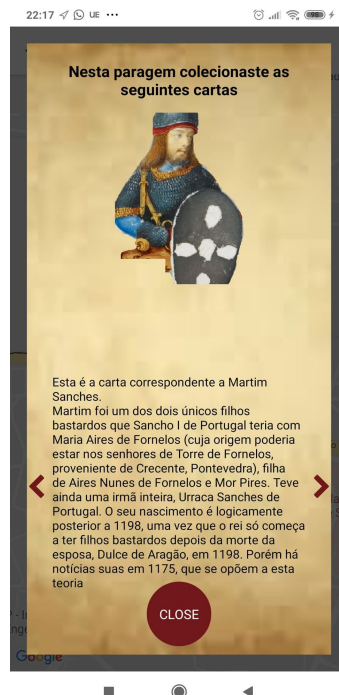 22:17 UE ...
98
Nesta paragem colecionaste as
seguintes cartas
Esta é a carta correspondente a Martim
Sanches.
Martim foi um dos dois únicos filhos
bastardos que Sancho I de Portugal teria com
Maria Aires de Fornelos (cuja origem poderia
estar nos senhores de Torre de Fornelos,
proveniente de Crecente, Pontevedra), filha
de Aires Nunes de Fornelos e Mor Pires. Teve
ainda uma irmã inteira, Urraca Sanches de
Portugal. O seu nascimento é logicamente
posterior a 1198, uma vez que o rei só começa
a ter filhos bastardos depois da morte da
esposa, Dulce de Aragão, em 1198. Porém há
notícias suas em 1175, que se opõem a esta
teoria
CLOSE
Google